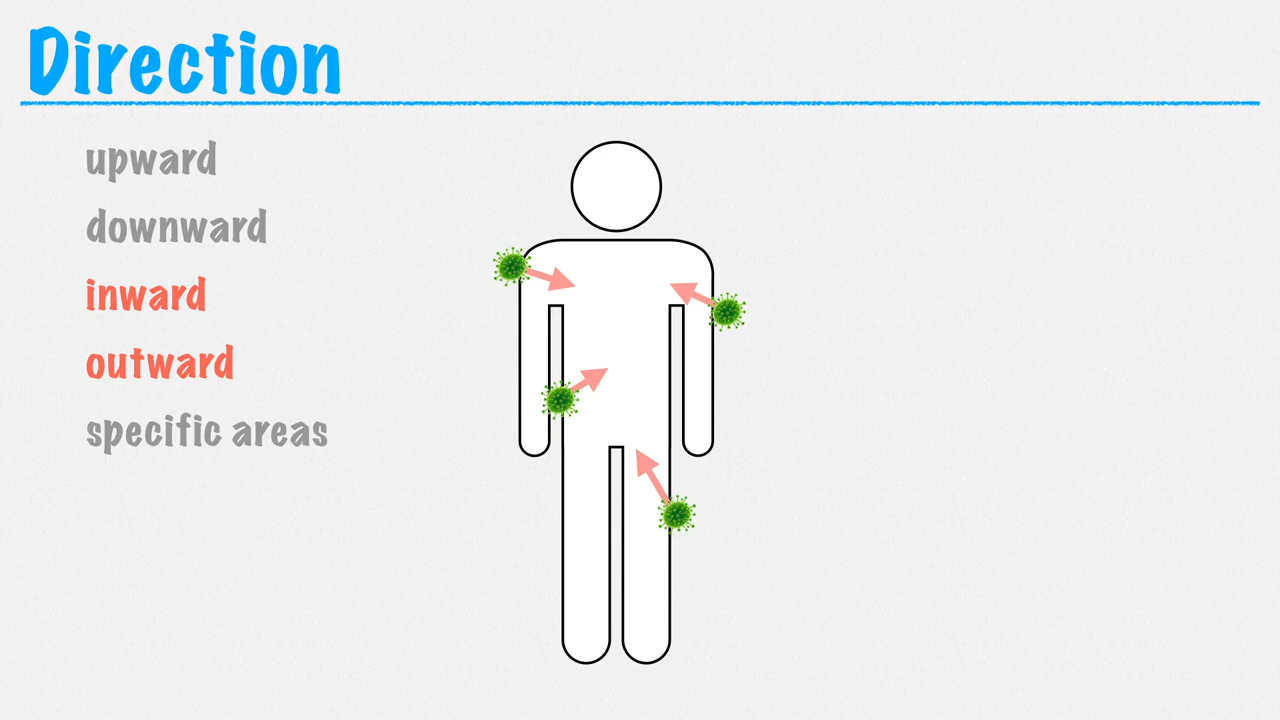 Direction
upward
downward
inward
outward
specific areas